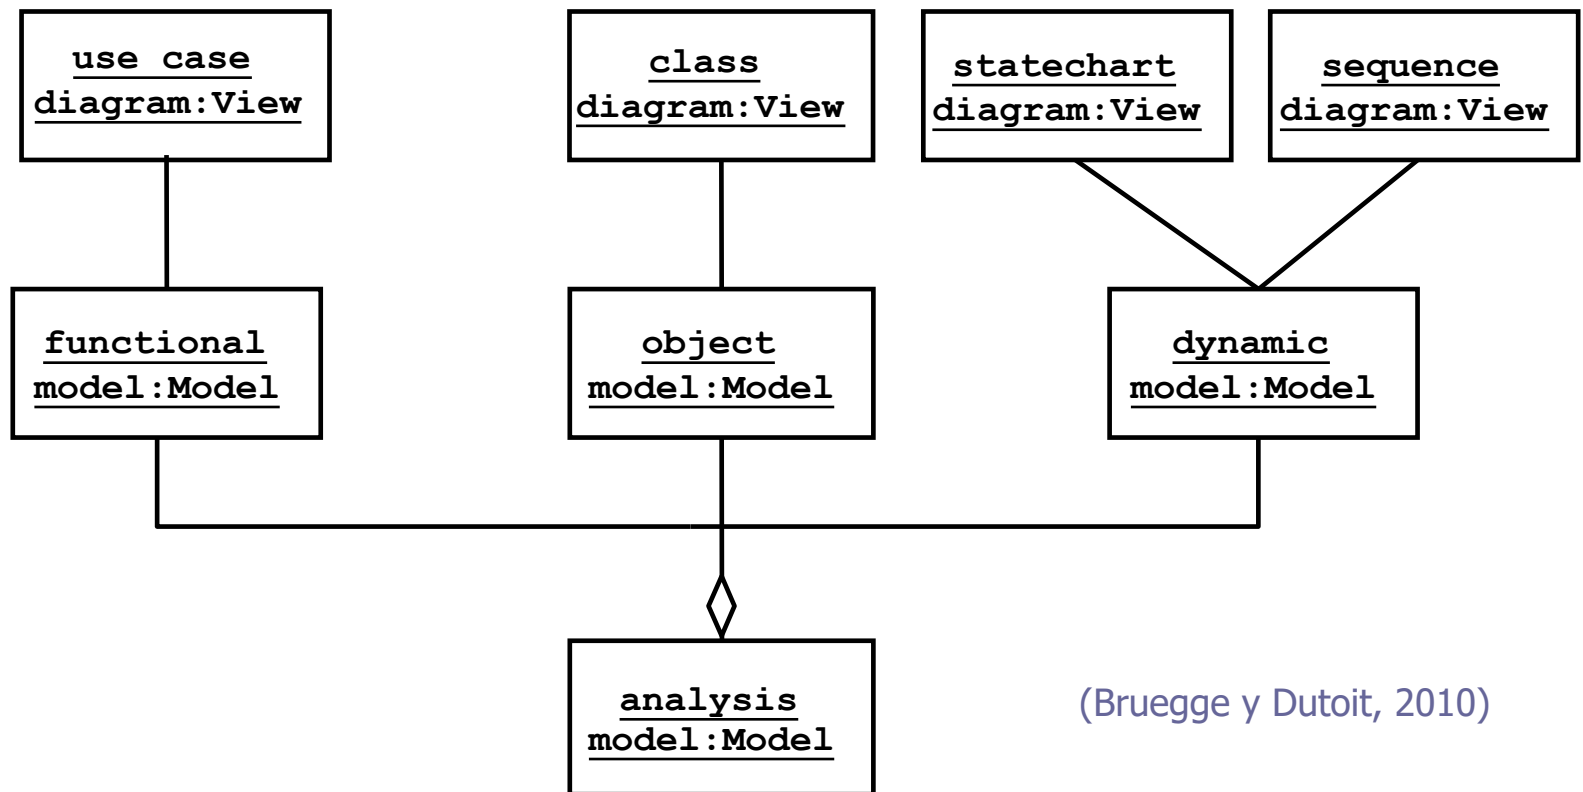 use case
diagram:View
class
diagram:View
statechart
diagram:View
sequence
diagram:View
functional
model:Model
object
model:Model
dynamic
model:Model
analysis
model:Model
(Bruegge y Dutoit, 2010)